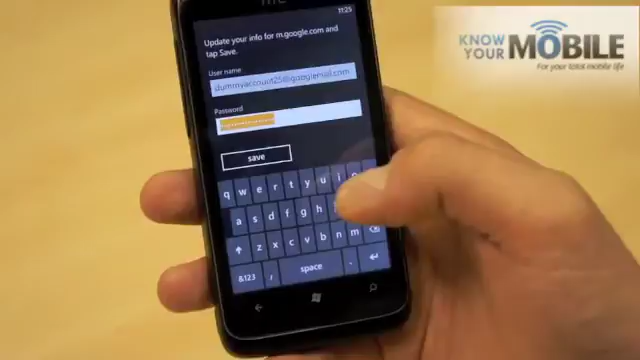 hTC
11:25
Update your info for m.google.com and
tap Save.
User name
dummyaccount25@googlemail.com
Password
save
q w e r t y u i o
a s d f g h
z x c v b n m
&123 , space .
KNOW
YOUR
MOBILE
For your total mobile life